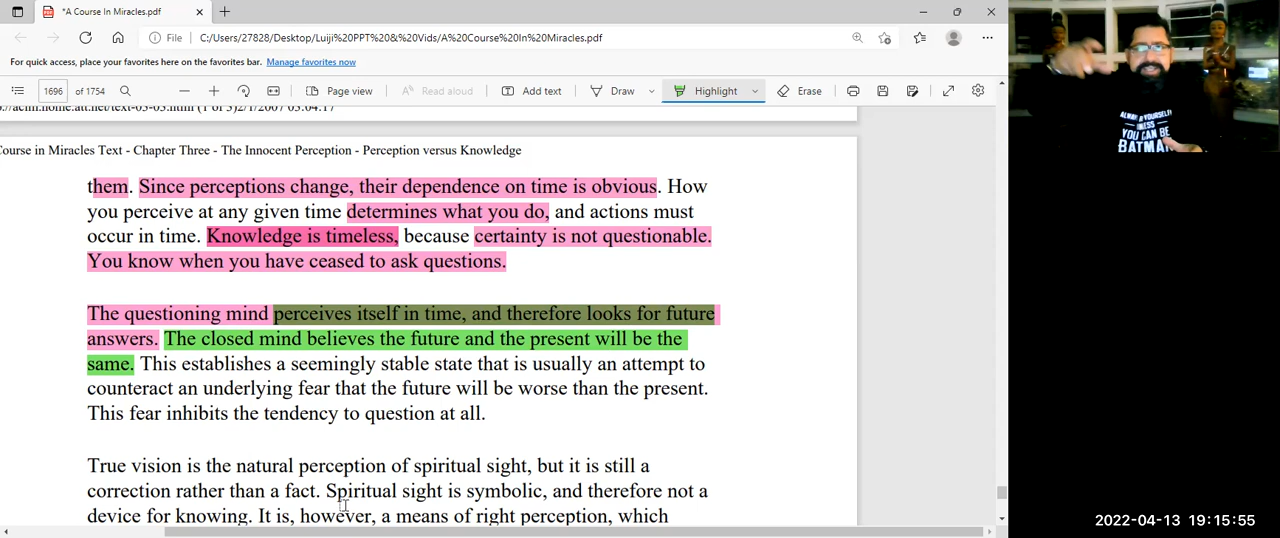 *A Course In Miracles.pdf
File
C:/Users/27828/Desktop/Luiji%20PPT%20&%20Vids/A%20Course%20In%20Miracles.pdf
For quick access, place your favorites here on the favorites bar. Manage favorites now
1696 of 1754
Page view
Read aloud
Add text
Draw
Highlight
Erase
ourse in Miracles Text - Chapter Three - The Innocent Perception - Perception versus Knowledge
them. Since perceptions change, their dependence on time is obvious. How
you perceive at any given time determines what you do, and actions must
occur in time. Knowledge is timeless, because certainty is not questionable.
You know when you have ceased to ask questions.
The questioning mind perceives itself in time, and therefore looks for future
answers. The closed mind believes the future and the present will be the
same. This establishes a seemingly stable state that is usually an attempt to
counteract an underlying fear that the future will be worse than the present.
This fear inhibits the tendency to question at all.
True vision is the natural perception of spiritual sight, but it is still a
correction rather than a fact. Spiritual sight is symbolic, and therefore not a
device for knowing. It is, however, a means of right perception, which
YOU CAN BE
BATMAN
2022-04-13 19:15:55